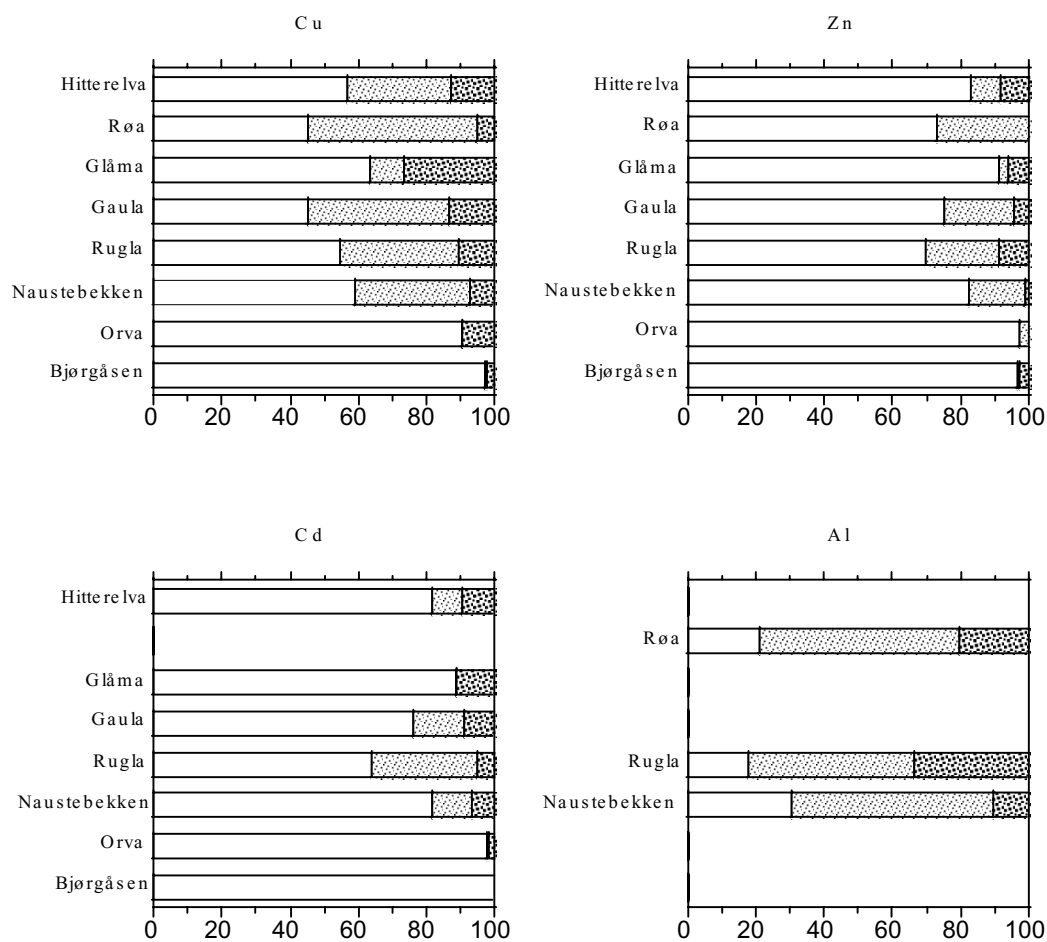 Cu
Hitterelva
Røa
Glåma
Gaula
Rugla
Naustebekken
Orva
Bjørgåsen
0 20 40 60 80 100
Zn
Hitterelva
Røa
Glåma
Gaula
Rugla
Naustebekken
Orva
Bjørgåsen
0 20 40 60 80 100
Cd
Hitterelva
Glåma
Gaula
Rugla
Naustebekken
Orva
Bjørgåsen
0 20 40 60 80 100
Al
Røa
Rugla
Naustebekken
0 20 40 60 80 100